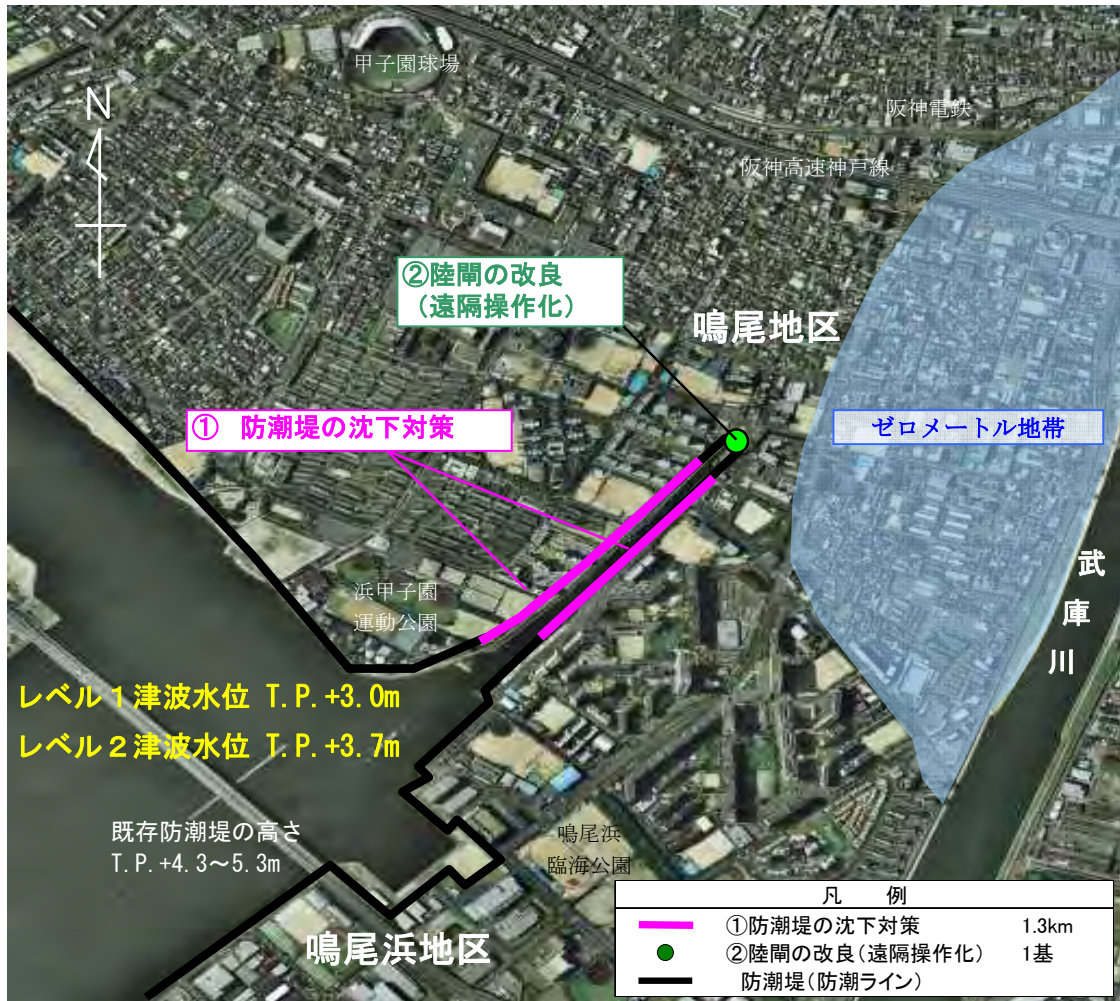 甲子園球場
N
阪神電鉄
阪神高速神戸線
②陸閘の改良
（遠隔操作化）
鳴尾地区
① 防潮堤の沈下対策
ゼロメートル地帯
浜甲子園
運動公園
武
庫
川
レベル１津波水位 T.P.+3.0m
レベル２津波水位 T.P.+3.7m
既存防潮堤の高さ
T.P.+4.3～5.3m
鳴尾浜
臨海公園
鳴尾浜地区
凡 例
①防潮堤の沈下対策 1.3km
②陸閘の改良(遠隔操作化) 1基
防潮堤(防潮ライン)